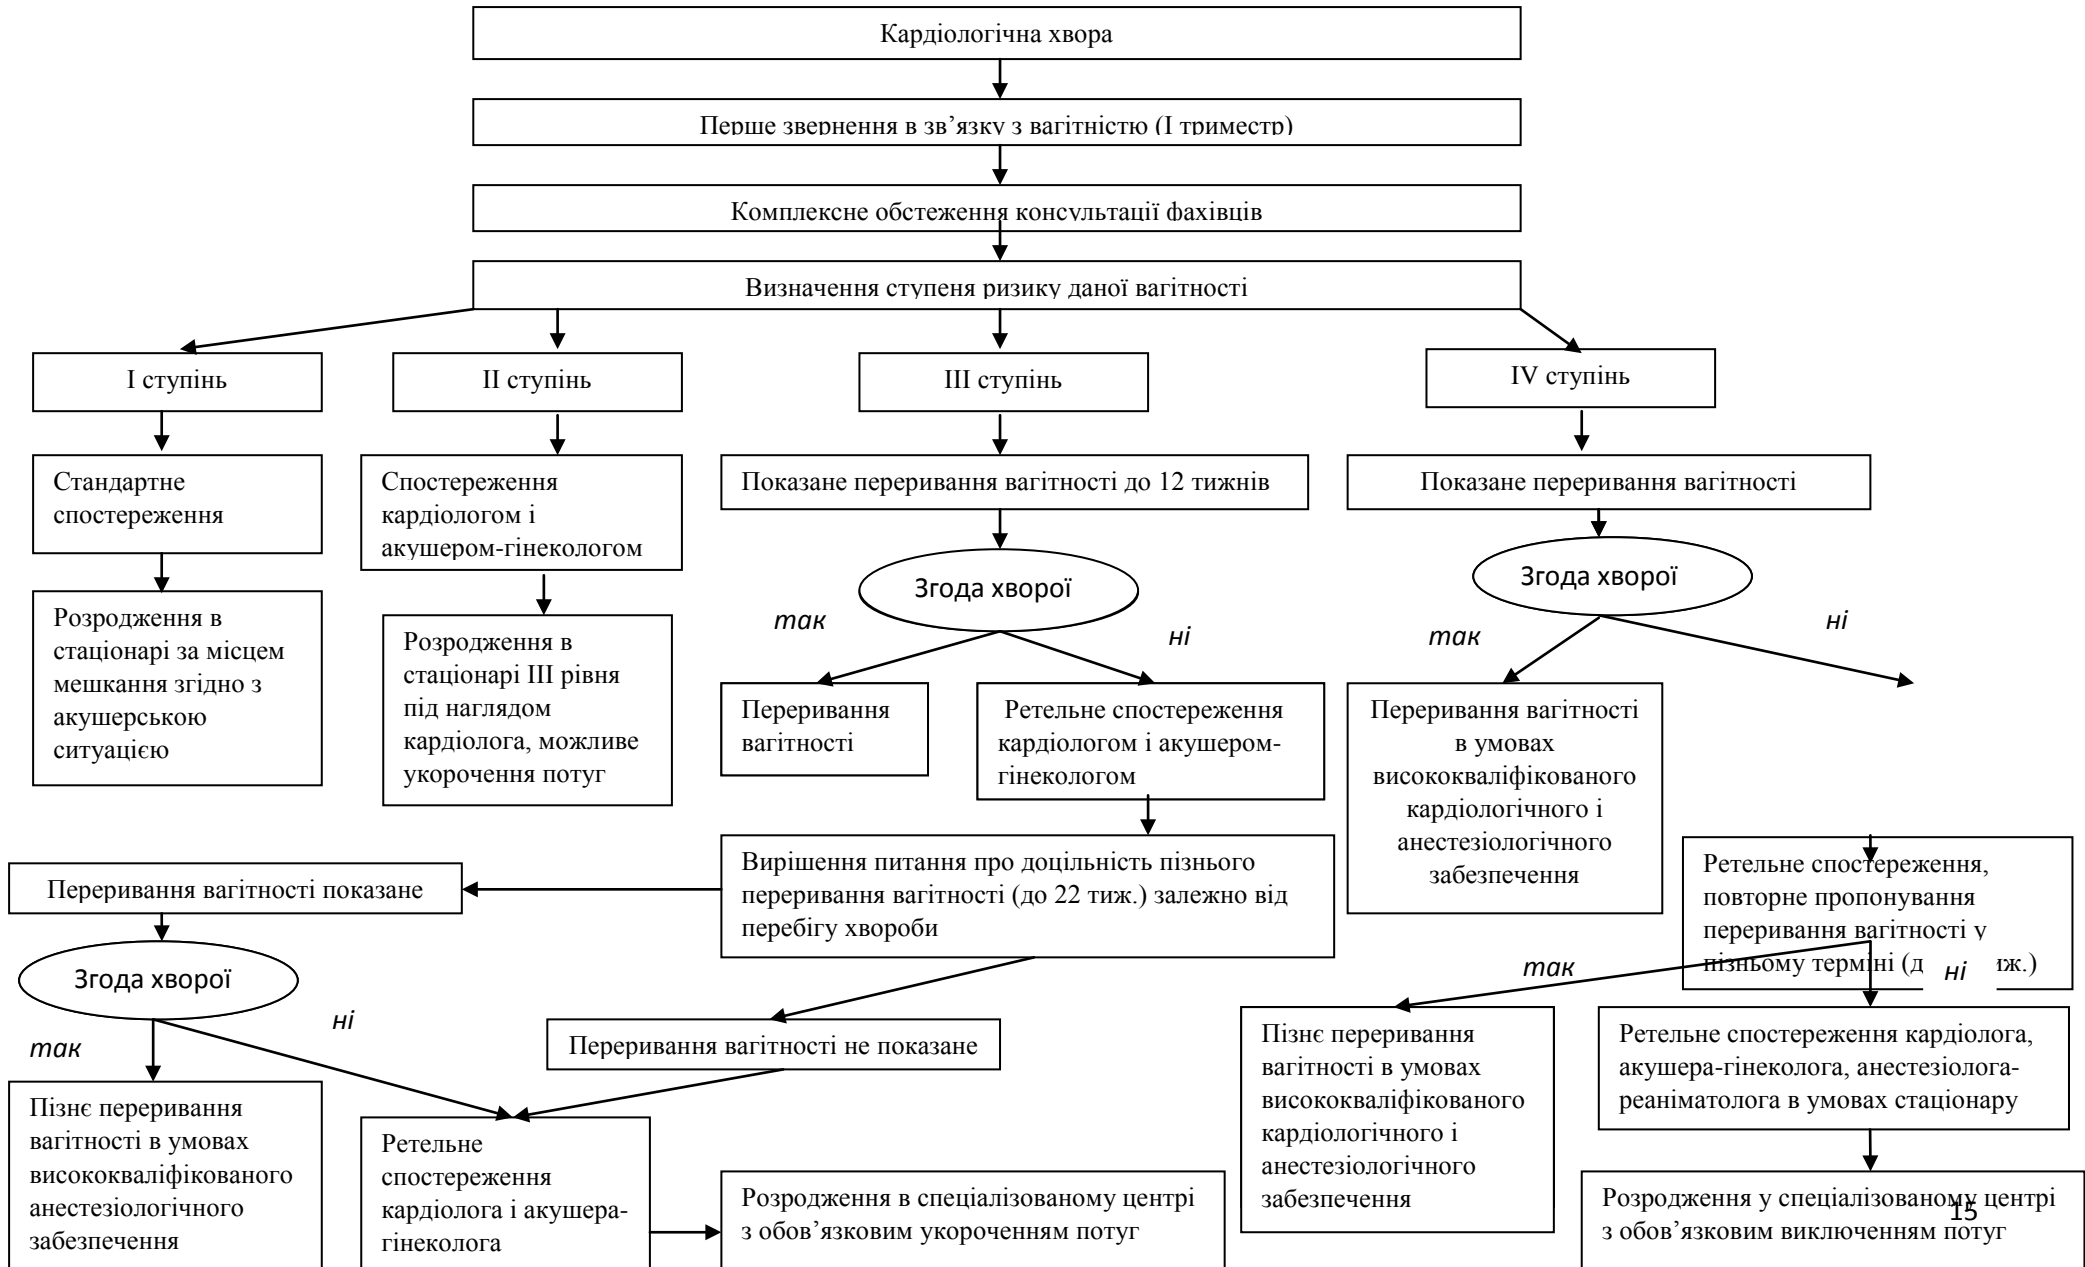 Кардіологічна хвора
Перше звернення в зв’язку з вагітністю (І триместр)
Комплексне обстеження консультації фахівців
Визначення ступеня ризику даної вагітності
І ступінь
ІІ ступінь
ІІІ ступінь
IV ступінь
Стандартне
спостереження
Спостереження
кардіологом і
акушером-гінекологом
Показане переривання вагітності до 12 тижнів
Показане переривання вагітності
Згода хворої
Згода хворої
так
ні
так
ні
Розродження в
стаціонарі за місцем
мешкання згідно з
акушерською
ситуацією
Розродження в
стаціонарі ІІІ рівня
під наглядом
кардіолога, можливе
укорочення потуг
Переривання
вагітності
Ретельне спостереження
кардіологом і акушером-
гінекологом
Переривання вагітності
в умовах
висококваліфікованого
кардіологічного і
анестезіологічного
забезпечення
Переривання вагітності показане
Вирішення питання про доцільність пізнього
переривання вагітності (до 22 тиж.) залежно від
перебігу хвороби
Ретельне спостереження,
повторне пропонування
переривання вагітності у
пізньому терміні (д иж.)
Згода хворої
так
ні
так
ні
Переривання вагітності не показане
Пізнє переривання
вагітності в умовах
висококваліфікованого
кардіологічного і
анестезіологічного
забезпечення
Ретельне спостереження кардіолога,
акушера-гінеколога, анестезіолога-
реаніматолога в умовах стаціонару
Пізнє переривання
вагітності в умовах
висококваліфікованого
анестезіологічного
забезпечення
Ретельне
спостереження
кардіолога і акушера-
гінеколога
Розродження в спеціалізованому центрі
з обов’язковим укороченням потуг
Розродження у спеціалізованому центрі
з обов’язковим виключенням потуг
15